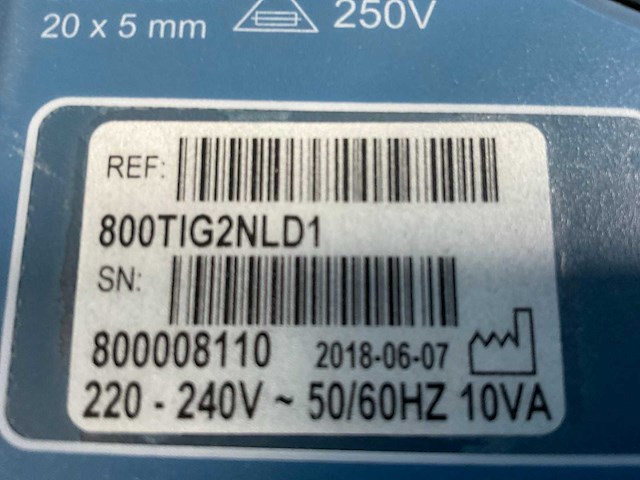 20 x 5 mm 250V
REF:
800TIG2NLD1
SN:
800008110 2018-06-07
220 - 240V ~ 50/60HZ 10VA